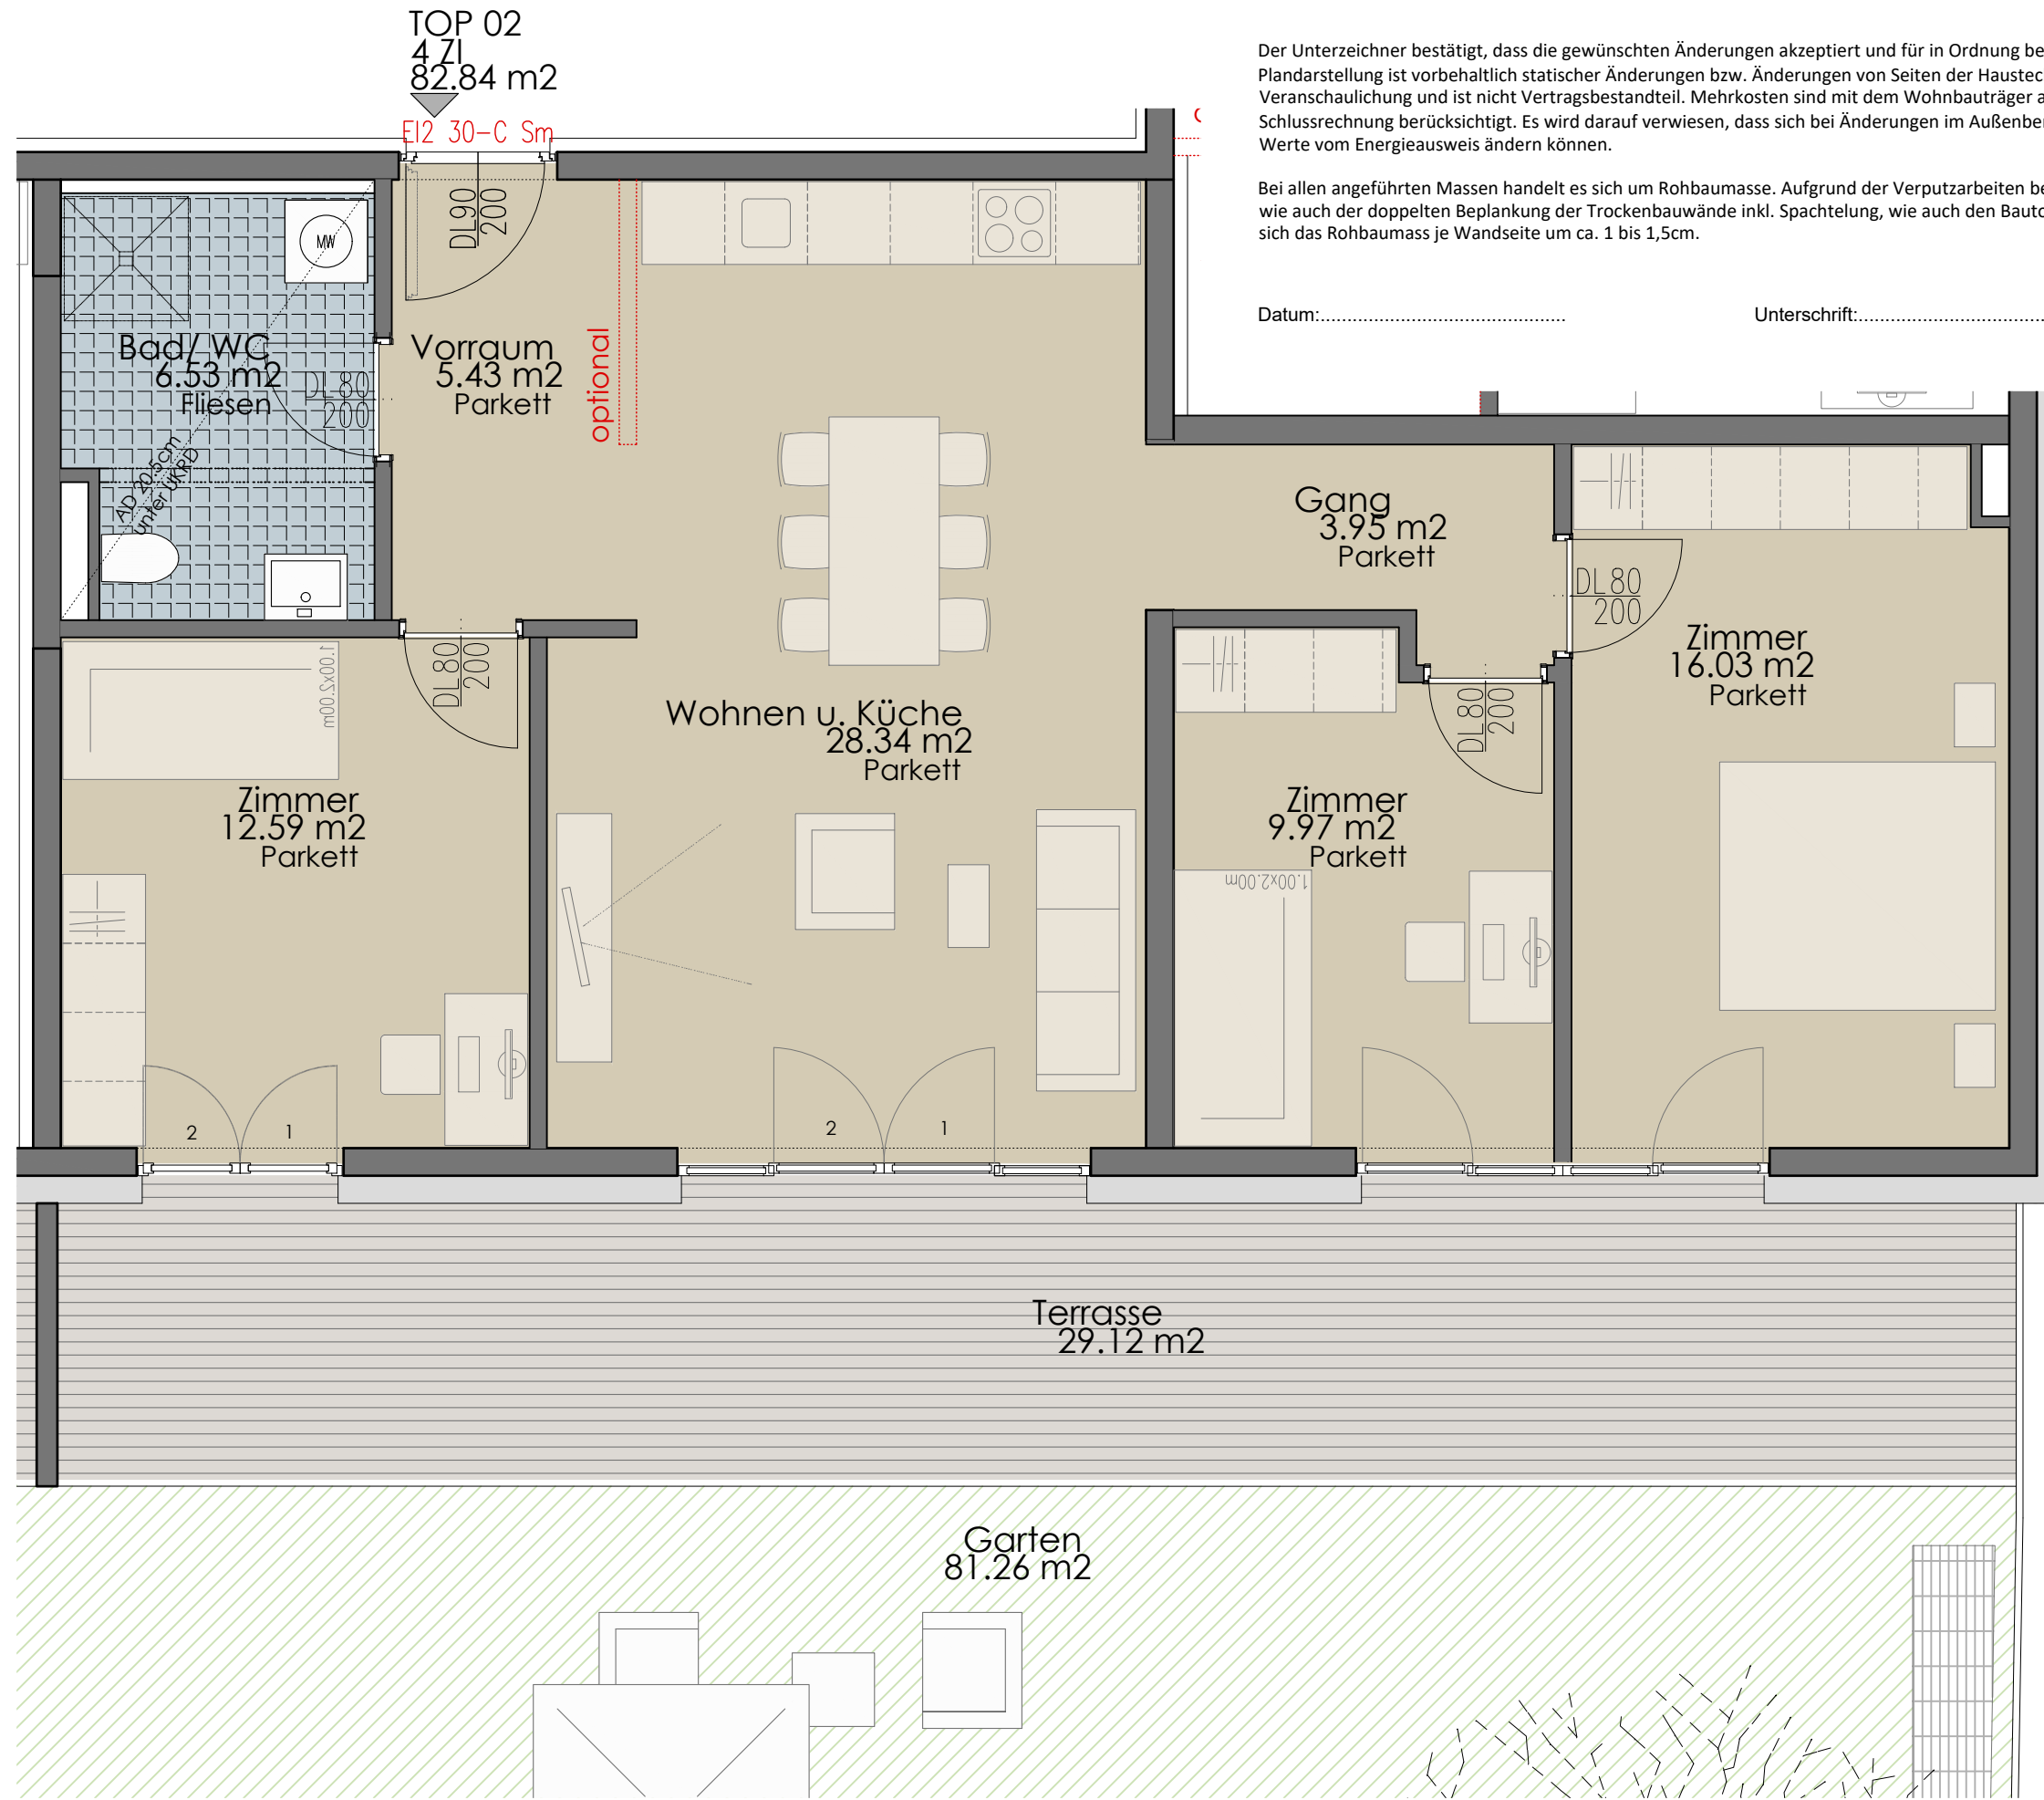 TOP 02
4 ZI
82.84 m2
EI2 30-C Sm
Der Unterzeichner bestätigt, dass die gewünschten Änderungen akzeptiert und für in Ordnung be
Plandarstellung ist vorbehaltlich statischer Änderungen bzw. Änderungen von Seiten der Haustec
Veranschaulichung und ist nicht Vertragsbestandteil. Mehrkosten sind mit dem Wohnbauträger a
Schlussrechnung berücksichtigt. Es wird darauf verwiesen, dass sich bei Änderungen im Außenber
Werte vom Energieausweis ändern können.
Bei allen angeführten Massen handelt es sich um Rohbaumasse. Aufgrund der Verputzarbeiten be
wie auch der doppelten Beplankung der Trockenbauwände inkl. Spachtelung, wie auch den Bauto
sich das Rohbaumass je Wandseite um ca. 1 bis 1,5cm.
Datum:..............................................
Unterschrift:...................................
DL90
200
MW
Bad/ WC
6.53 m2
Fliesen
DL80
200
AD 20.5cm
unter UKRD
Vorraum
5.43 m2
Parkett
optional
Gang
3.95 m2
Parkett
DL80
200
Zimmer
16.03 m2
Parkett
DL80
200
1.00x2.00m
Wohnen u. Küche
28.34 m2
Parkett
DL80
200
Zimmer
12.59 m2
Parkett
Zimmer
9.97 m2
Parkett
1.00x2.00m
2
1
2
1
Terrasse
29.12 m2
Garten
81.26 m2